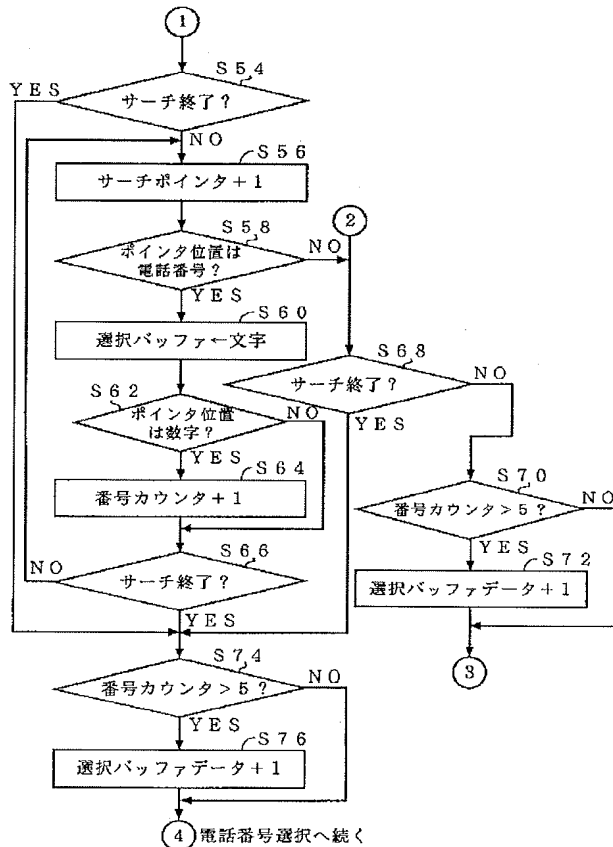 1
S54
YES
サーチ終了？
NO
S56
サーチポインタ+1
2
S58
ポインタ位置は
電話番号？
NO
YES
S60
選択バッファ←文字
S68
サーチ終了？
NO
YES
S62
ポインタ位置
は数字？
NO
YES
S64
番号カウンタ+1
S70
番号カウンタ>5？
NO
YES
S66
NO
サーチ終了？
YES
S72
選択バッファデータ+1
3
S74
番号カウンタ>5？
NO
YES
S76
選択バッファデータ+1
4 電話番号選択へ続く